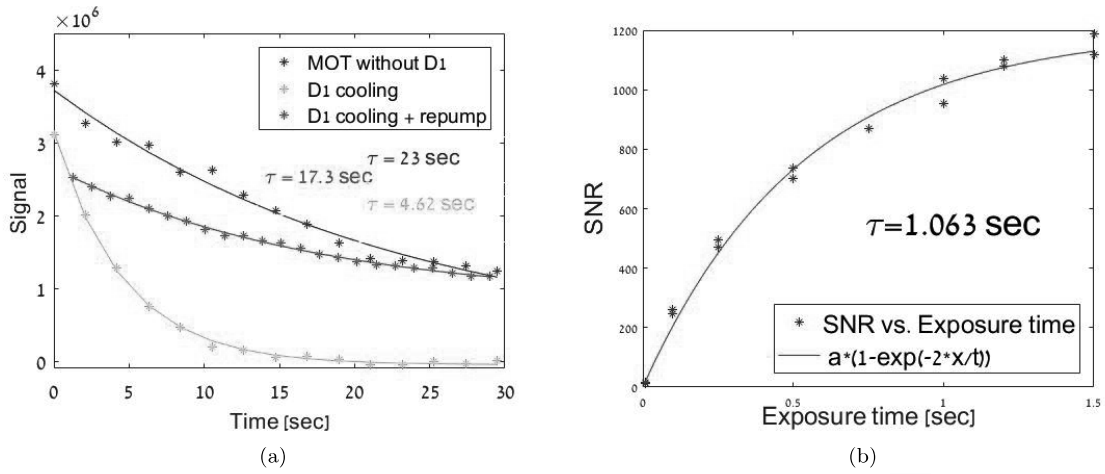 ×10⁶
4
3
2
1
0
Signal
MOT without D1
D1 cooling
D1 cooling + repump
τ = 23 sec
τ = 17.3 sec
τ = 4.62 sec
0 5 10 15 20 25 30
Time [sec]
(a)
1200
1000
800
600
400
200
0
SNR
τ=1.063 sec
SNR vs. Exposure time
a*(1-exp(-2*x/t))
0 0.5 1 1.5
Exposure time [sec]
(b)